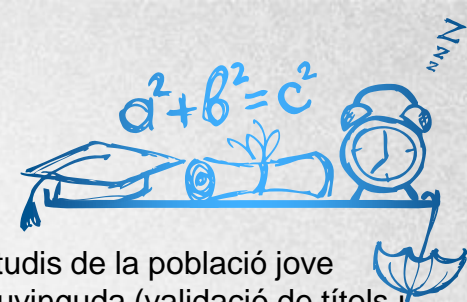 a²+b²=c²
Zzz
tudis de la població jove
uvinguda (validació de títols